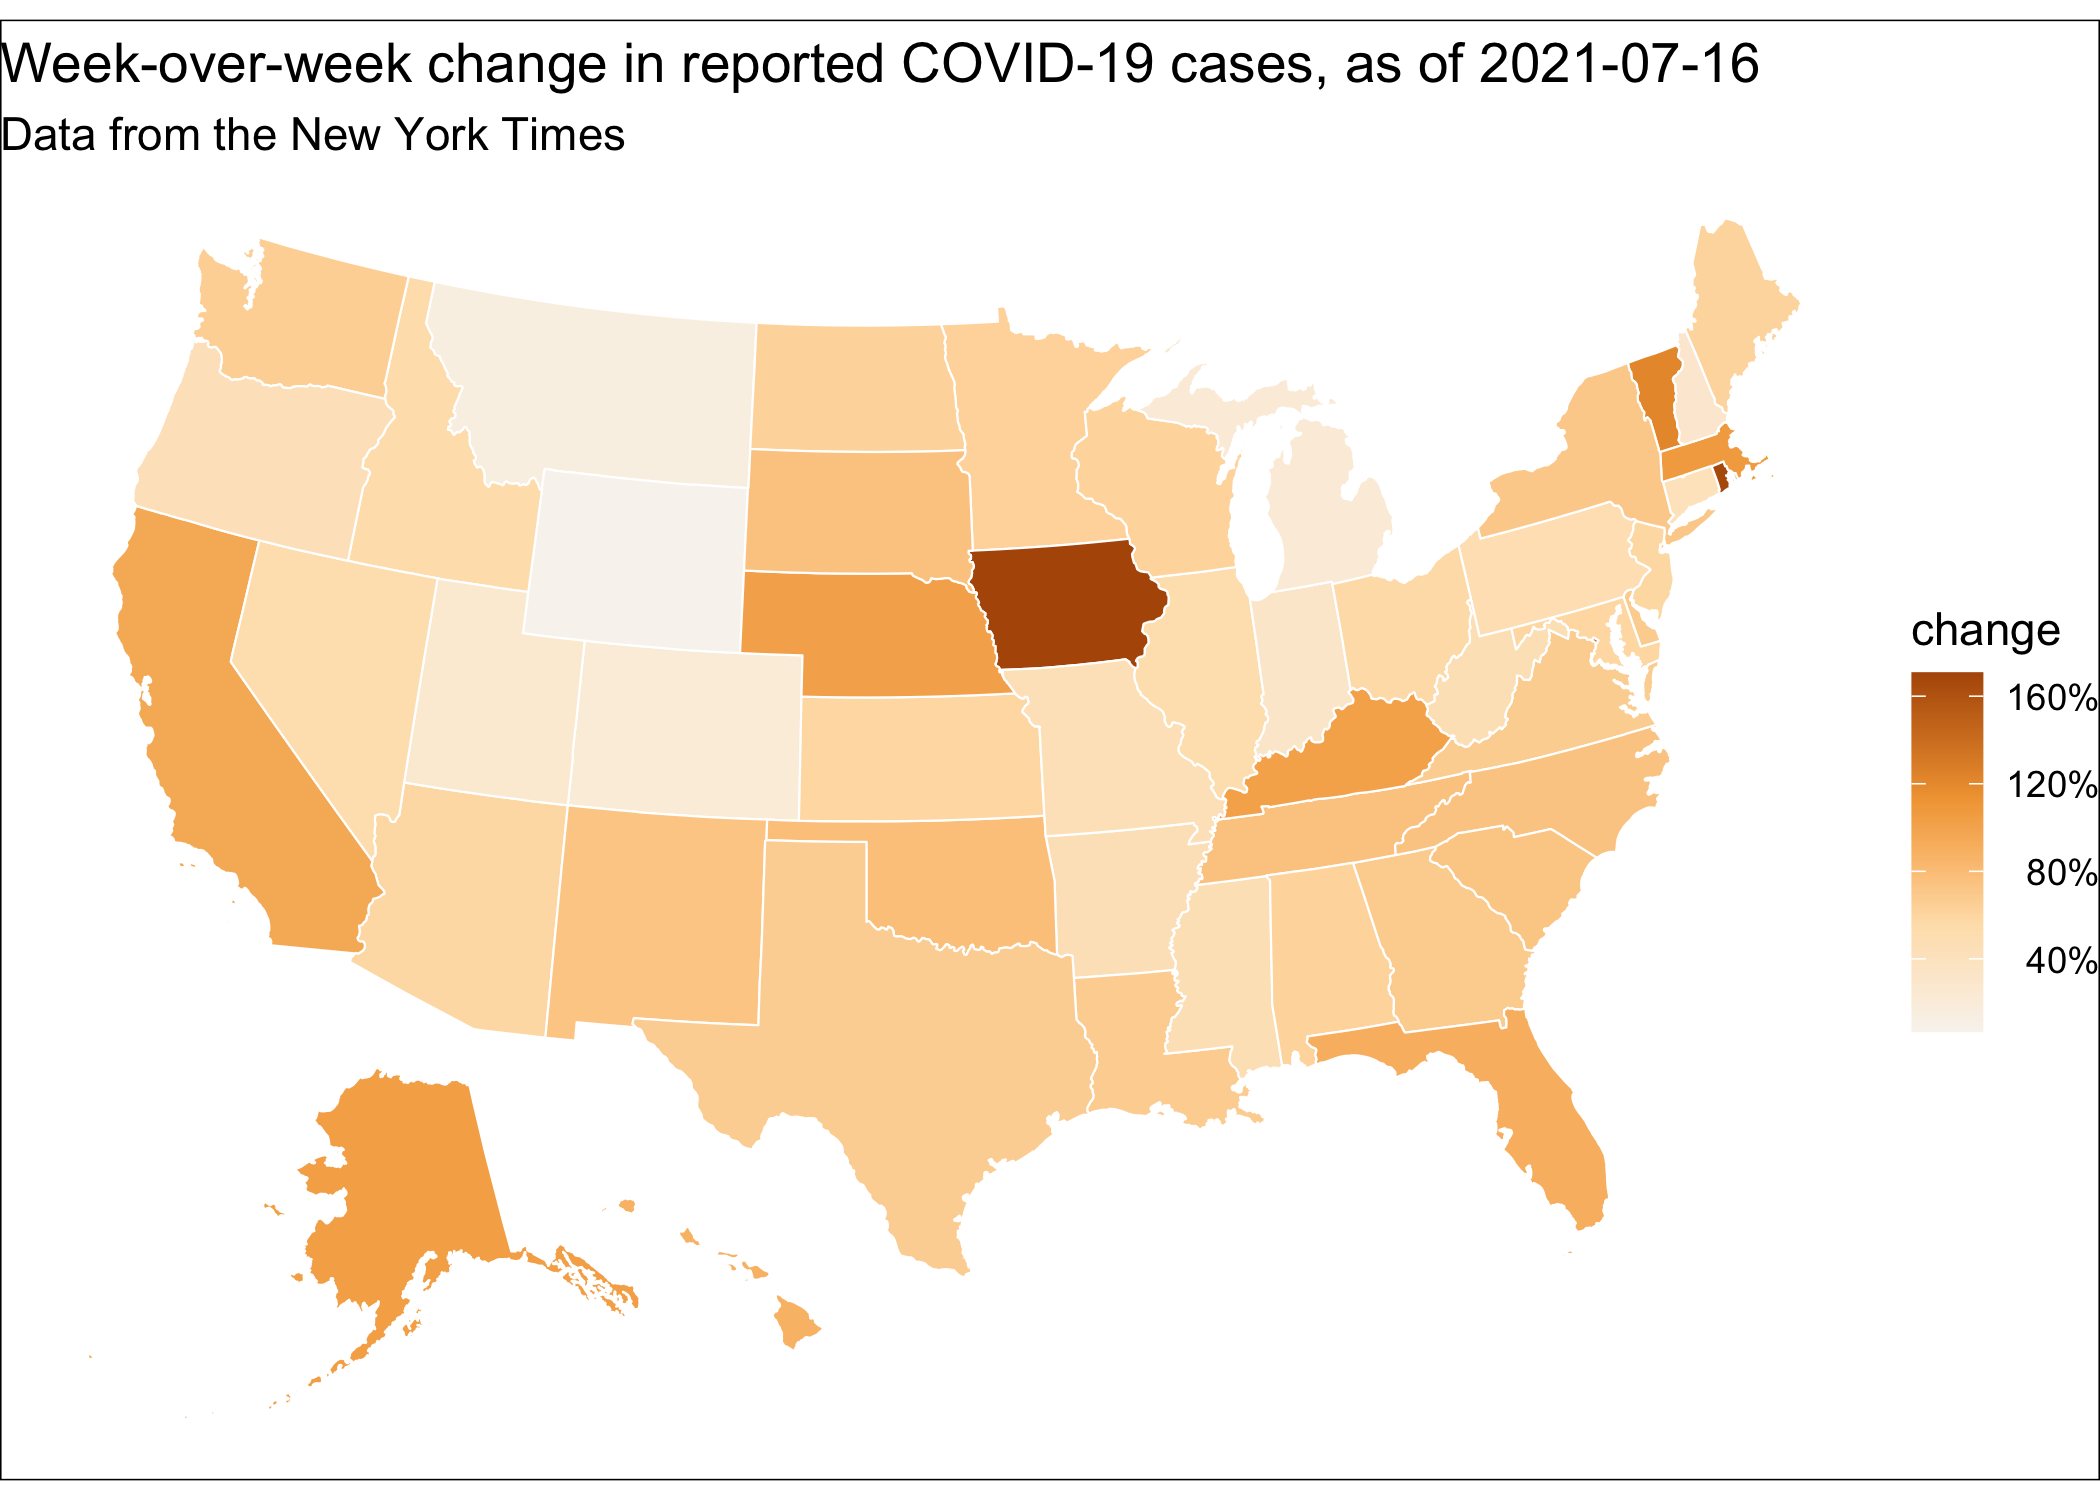 Week-over-week change in reported COVID-19 cases, as of 2021-07-16
Data from the New York Times
change
160%
120%
80%
40%